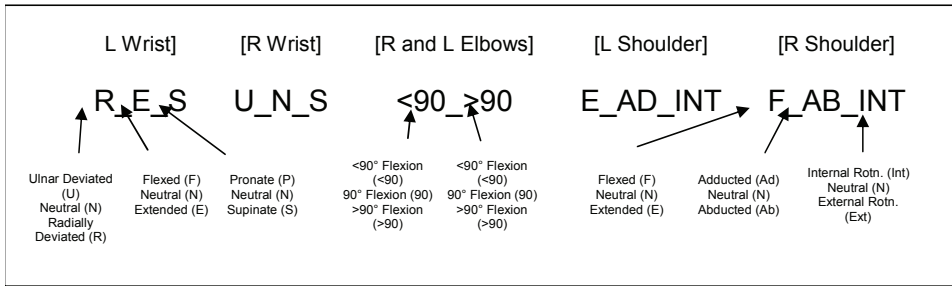 L Wrist] [R Wrist] [R and L Elbows] [L Shoulder] [R Shoulder]
R_E_S U_N_S <90_>90 E_AD_INT F_AB_INT
Ulnar Deviated
(U)
Neutral (N)
Radially
Deviated (R)
Flexed (F)
Neutral (N)
Extended (E)
Pronate (P)
Neutral (N)
Supinate (S)
<90° Flexion
(<90)
90° Flexion (90)
>90° Flexion
(>90)
<90° Flexion
(<90)
90° Flexion (90)
>90° Flexion
(>90)
Flexed (F)
Neutral (N)
Extended (E)
Adducted (Ad)
Neutral (N)
Abducted (Ab)
Internal Rotn. (Int)
Neutral (N)
External Rotn.
(Ext)